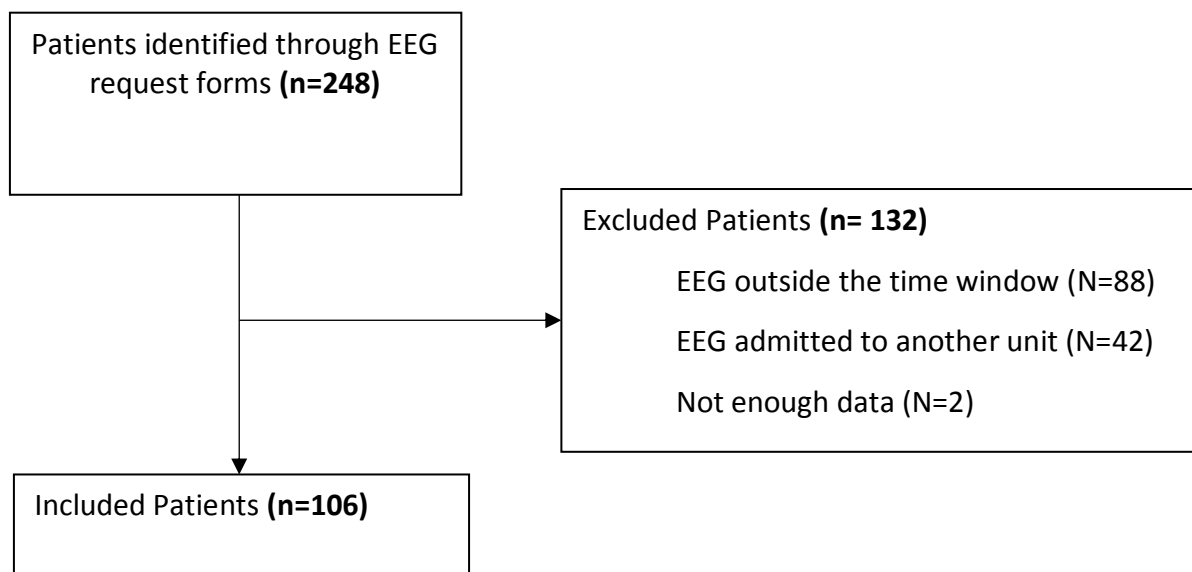 Patients identified through EEG
request forms (n=248)
Excluded Patients (n= 132)
EEG outside the time window (N=88)
EEG admitted to another unit (N=42)
Not enough data (N=2)
Included Patients (n=106)